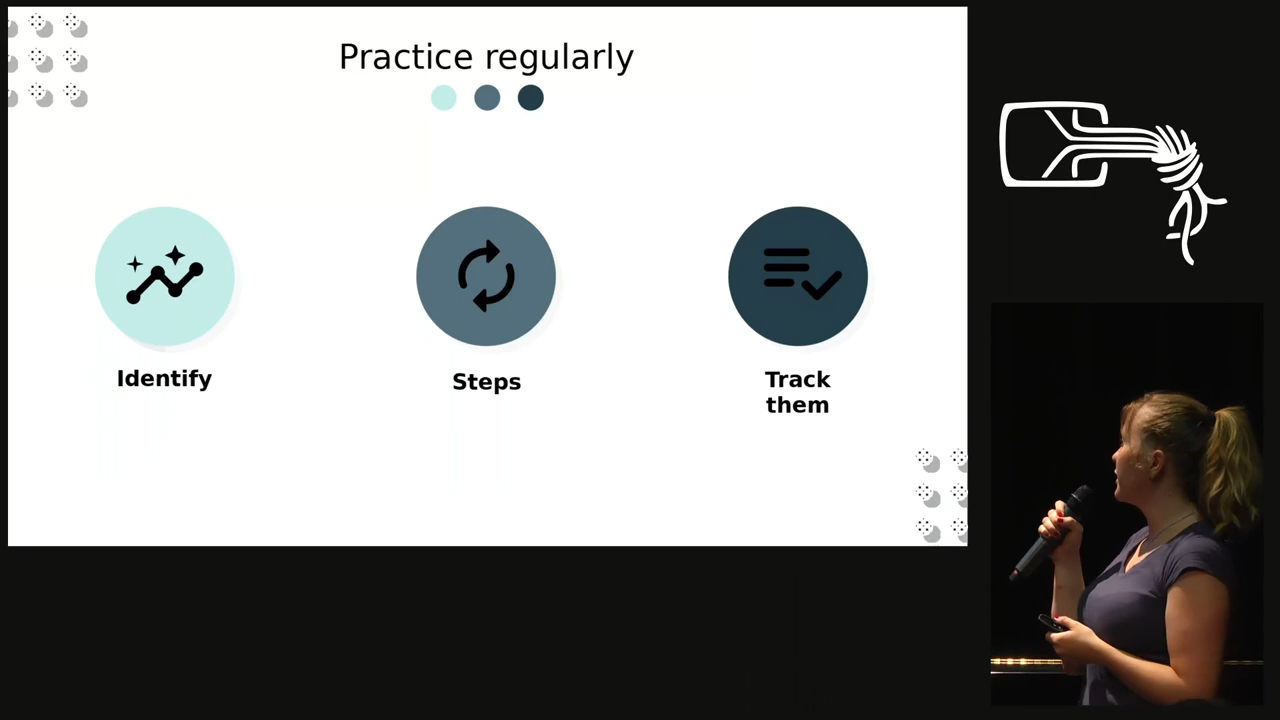 Practice regularly
Identify
Steps
Track
them